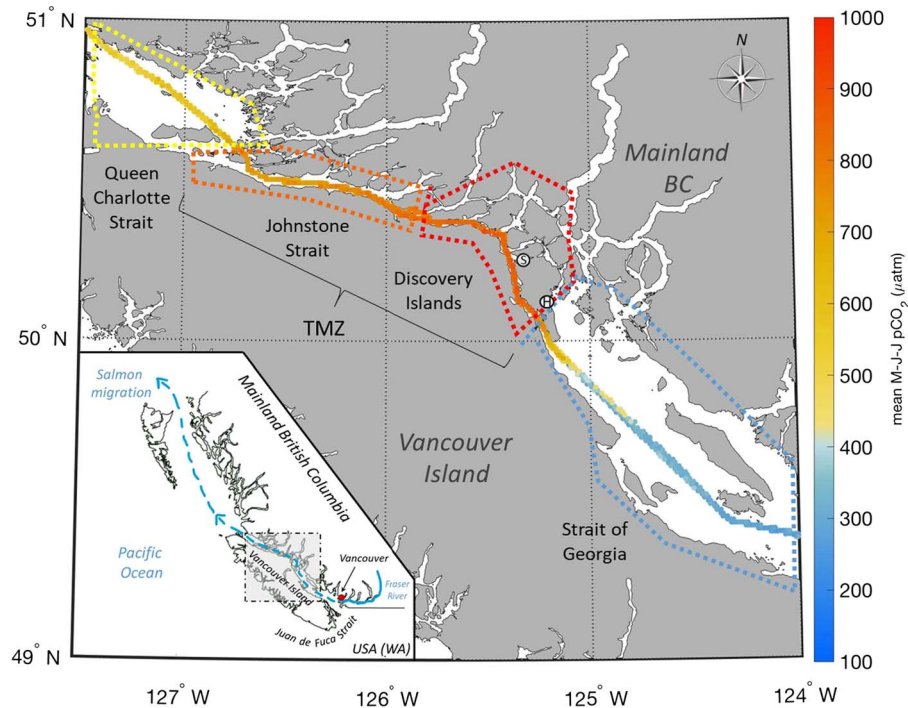 51° N
50° N
49° N
127° W
126° W
125° W
124° W
N
Mainland
BC
Queen
Charlotte
Strait
Johnstone
Strait
Discovery
Islands
TMZ
S
H
Vancouver
Island
Strait of
Georgia
Salmon
migration
Mainland British Columbia
Pacific
Ocean
Vancouver
Vancouver Island
Fraser
River
Juan de Fuca Strait
USA (WA)
1000
900
800
700
600
500
400
300
200
100
mean M-J-J pCO₂ (µatm)